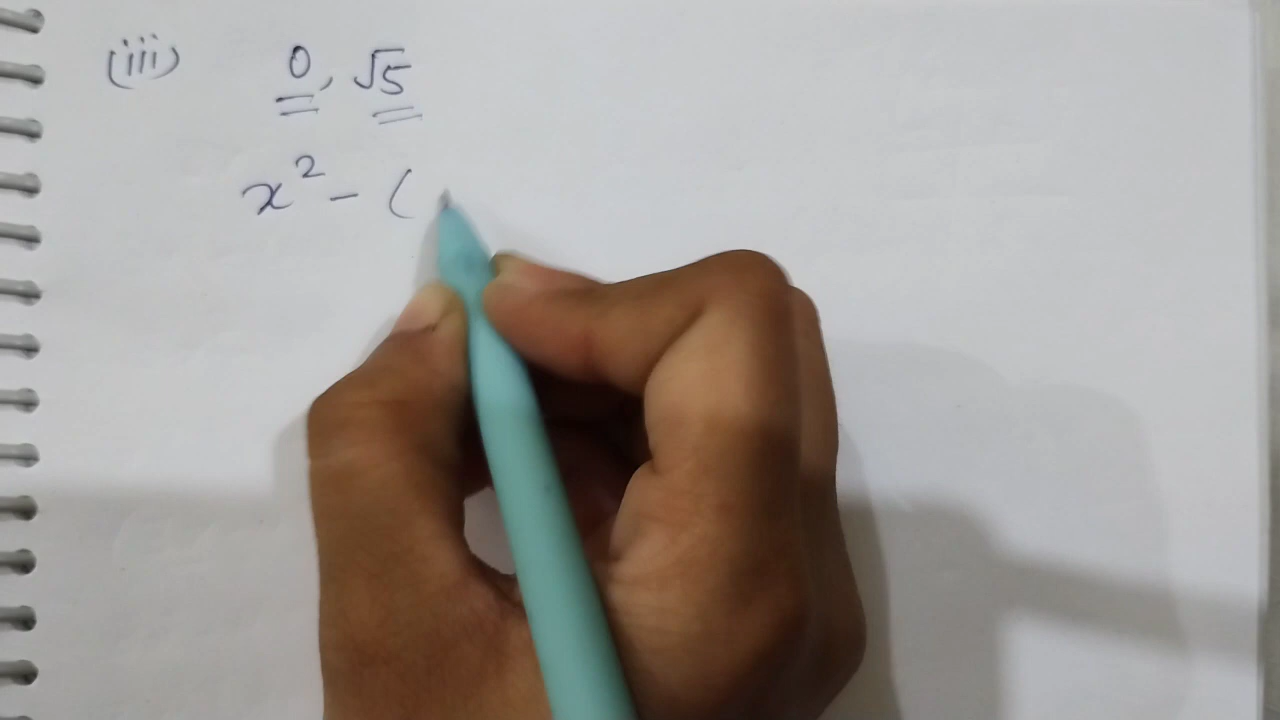 (iii) 0, √5
x² - (